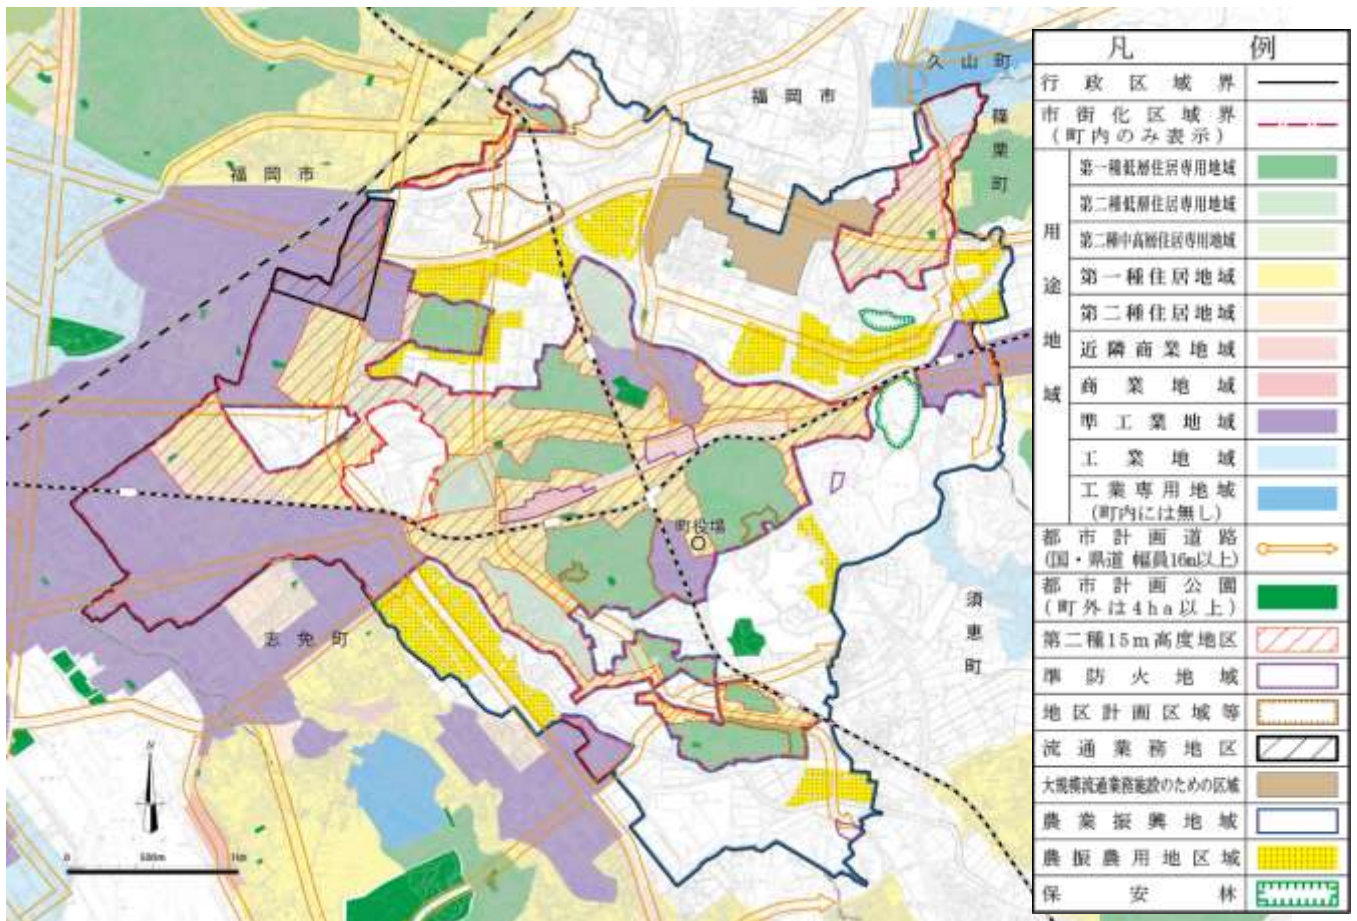 久山町
福岡市
篠栗町
福岡市
町役場
須恵町
志免町
N
0
500m
1km
凡例
行政区域界
市街化区域界
(町内のみ表示)
用途地域
第一種低層住居専用地域
第二種低層住居専用地域
第二種中高層住居専用地域
第一種住居地域
第二種住居地域
近隣商業地域
商業地域
準工業地域
工業地域
工業専用地域
(町内には無し)
都市計画道路
(国・県道 幅員16m以上)
都市計画公園
(町外は4ha以上)
第二種15m高度地区
準防火地域
地区計画区域等
流通業務地区
大規模流通業務施設のための区域
農業振興地域
農振農用地区域
保安林